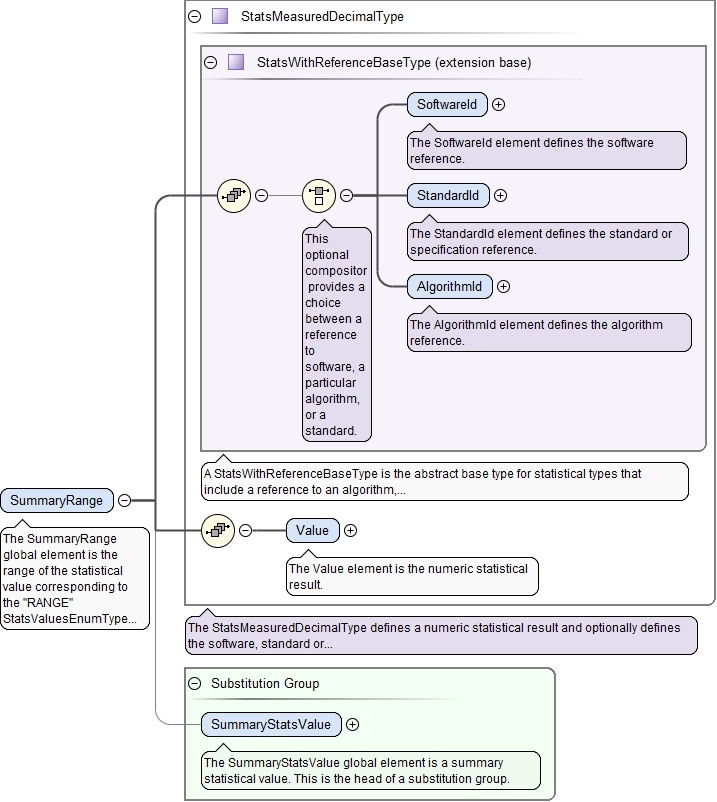 StatsMeasuredDecimalType
StatsWithReferenceBaseType (extension base)
SoftwareId
The SoftwareId element defines the software
reference.
StandardId
The StandardId element defines the standard or
specification reference.
This
optional
compositor
provides a
choice
between a
reference
to
software, a
particular
algorithm,
or a
standard.
AlgorithmId
The AlgorithmId element defines the algorithm
reference.
A StatsWithReferenceBaseType is the abstract base type for statistical types that
include a reference to an algorithm,...
SummaryRange
The SummaryRange
global element is the
range of the statistical
value corresponding to
the "RANGE"
StatsValuesEnumType...
Value
The Value element is the numeric statistical
result.
The StatsMeasuredDecimalType defines a numeric statistical result and optionally defines
the software, standard or...
Substitution Group
SummaryStatsValue
The SummaryStatsValue global element is a summary
statistical value. This is the head of a substitution group.